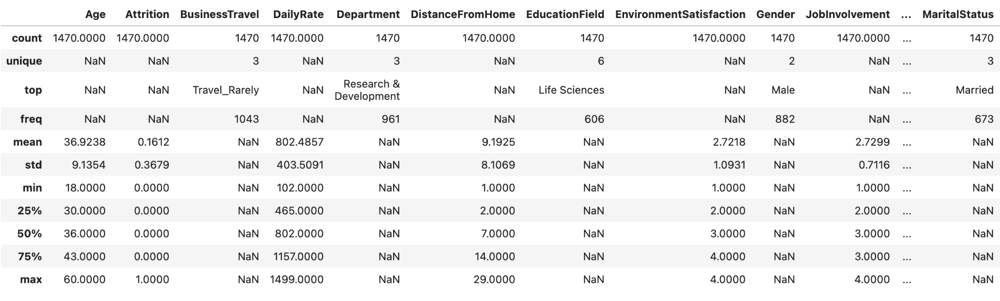 Age Attrition BusinessTravel DailyRate Department DistanceFromHome EducationField EnvironmentSatisfaction Gender JobInvolvement ... MaritalStatus
count 1470.0000 1470.0000 1470 1470.0000 1470 1470.0000 1470 1470.0000 1470 1470.0000 ... 1470
unique NaN NaN 3 NaN 3 NaN 6 NaN 2 NaN ... 3
top NaN NaN Travel_Rarely NaN Research & Development NaN Life Sciences NaN Male NaN ... Married
freq NaN NaN 1043 NaN 961 NaN 606 NaN 882 NaN ... 673
mean 36.9238 0.1612 NaN 802.4857 NaN 9.1925 NaN 2.7218 NaN 2.7299 ... NaN
std 9.1354 0.3679 NaN 403.5091 NaN 8.1069 NaN 1.0931 NaN 0.7116 ... NaN
min 18.0000 0.0000 NaN 102.0000 NaN 1.0000 NaN 1.0000 NaN 1.0000 ... NaN
25% 30.0000 0.0000 NaN 465.0000 NaN 2.0000 NaN 2.0000 NaN 2.0000 ... NaN
50% 36.0000 0.0000 NaN 802.0000 NaN 7.0000 NaN 3.0000 NaN 3.0000 ... NaN
75% 43.0000 0.0000 NaN 1157.0000 NaN 14.0000 NaN 4.0000 NaN 3.0000 ... NaN
max 60.0000 1.0000 NaN 1499.0000 NaN 29.0000 NaN 4.0000 NaN 4.0000 ... NaN